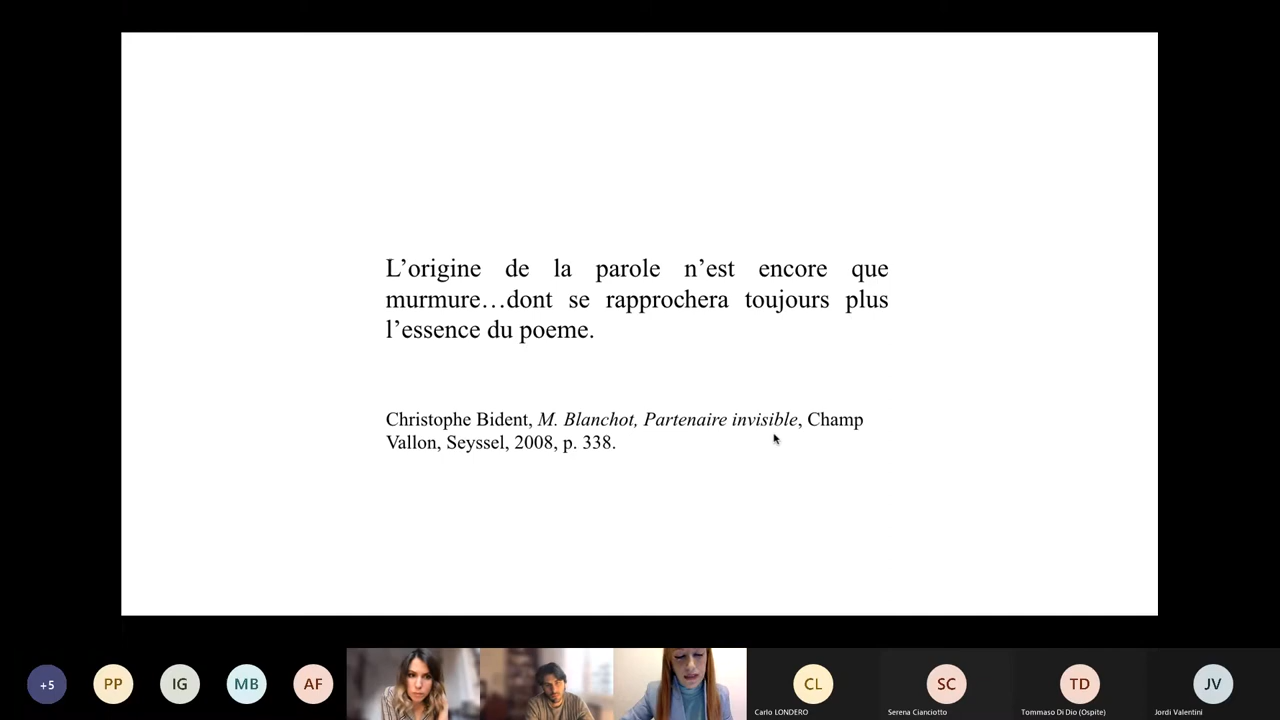 L’origine de la parole n’est encore que
murmure…dont se rapprochera toujours plus
l’essence du poeme.
Christophe Bident, M. Blanchot, Partenaire invisible, Champ
Vallon, Seyssel, 2008, p. 338.
+5
PP
IG
MB
AF
CL
SC
TD
JV
Carlo LONDERO
Serena Cianciotto
Tommaso Di Dio (Ospite)
Jordi Valentini